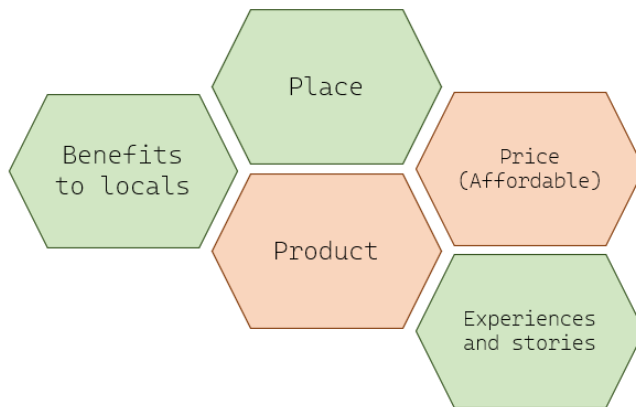 Place
Benefits
to locals
Price
(Affordable)
Product
Experiences
and stories